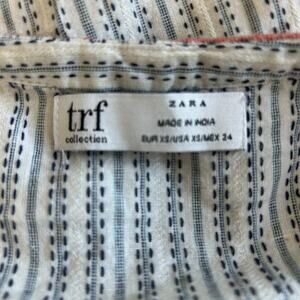 trf
collection
ZARA
MADE IN INDIA
EUR XS/USA XS/MEX 24